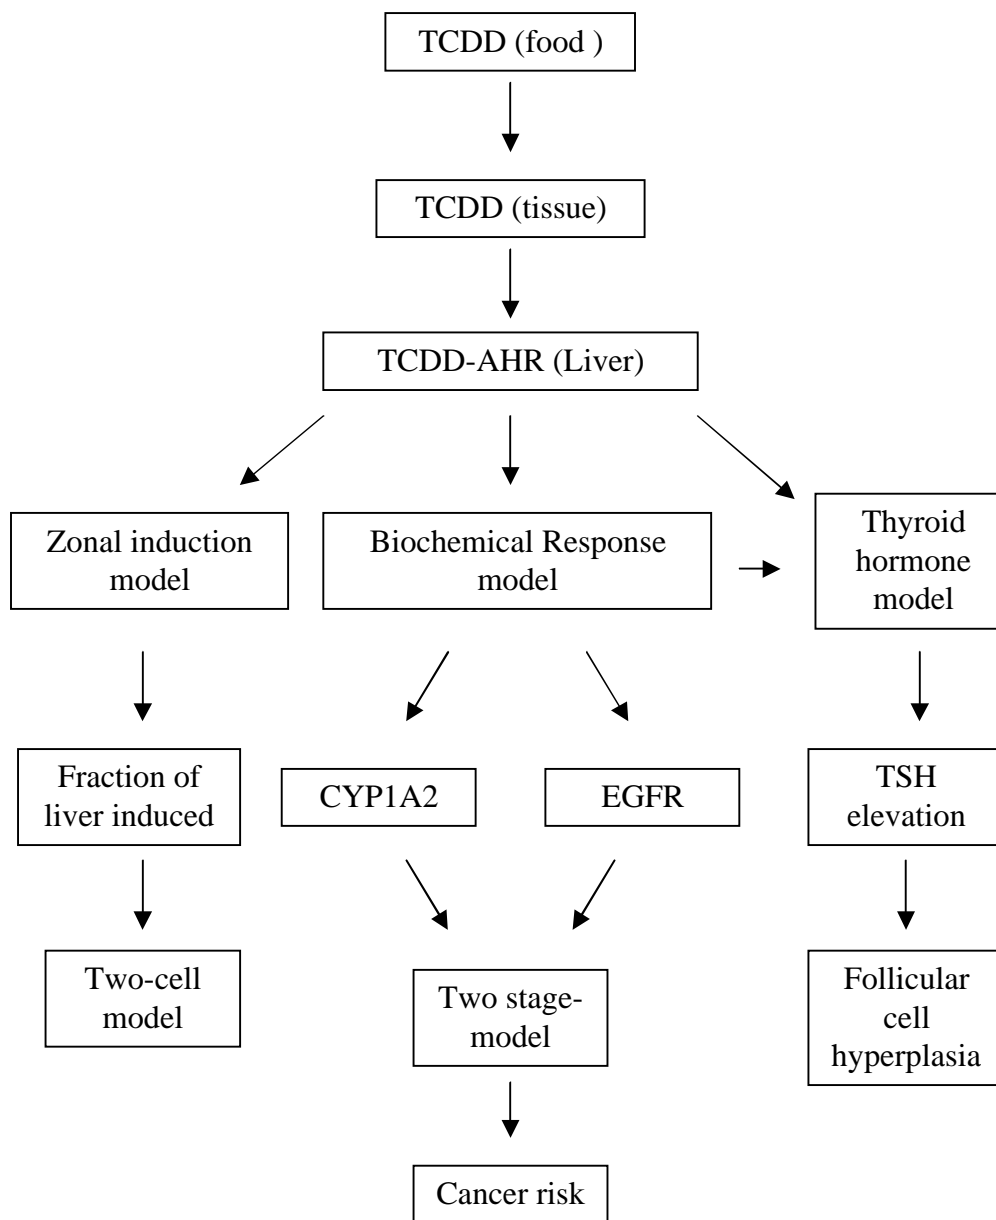 TCDD (food )
TCDD (tissue)
TCDD-AHR (Liver)
Zonal induction
model
Biochemical Response
model
Thyroid
hormone
model
Fraction of
liver induced
CYP1A2
EGFR
TSH
elevation
Two-cell
model
Two stage-
model
Follicular
cell
hyperplasia
Cancer risk